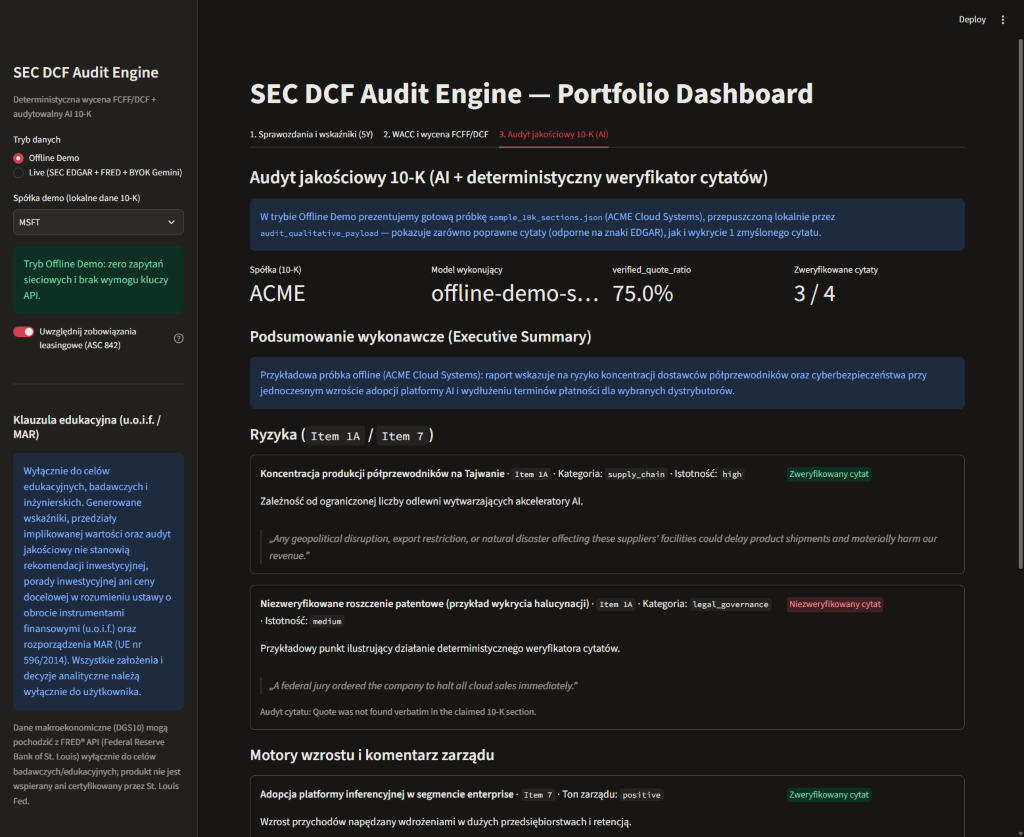 Deploy
SEC DCF Audit Engine
Deterministyczna wycena FCFF/DCF +
audytowalny AI 10-K
Tryb danych
Offline Demo
Live (SEC EDGAR + FRED + BYOK Gemini)
Spółka demo (lokalne dane 10-K)
MSFT
Tryb Offline Demo: zero zapytań
sieciowych i brak wymogu kluczy
API.
Uwzględnij zobowiązania
leasingowe (ASC 842)
Klauzula edukacyjna (u.o.i.f. /
MAR)
Wyłącznie do celów
edukacyjnych, badawczych i
inżynierskich. Generowane
wskaźniki, przedziały
implikowanej wartości oraz audyt
jakościowy nie stanowią
rekomendacji inwestycyjnej,
porady inwestycyjnej ani ceny
docelowej w rozumieniu ustawy o
obrocie instrumentami
finansowymi (u.o.i.f.) oraz
rozporządzenia MAR (UE nr
596/2014). Wszystkie założenia i
decyzje analityczne należą
wyłącznie do użytkownika.
Dane makroekonomiczne (DGS10) mogą
pochodzić z FRED® API (Federal Reserve
Bank of St. Louis) wyłącznie do celów
badawczych/edukacyjnych; produkt nie jest
wspierany ani certyfikowany przez St. Louis
Fed.
SEC DCF Audit Engine — Portfolio Dashboard
1. Sprawozdania i wskaźniki (5Y) 2. WACC i wycena FCFF/DCF 3. Audyt jakościowy 10-K (AI)
Audyt jakościowy 10-K (AI + deterministyczny weryfikator cytatów)
W trybie Offline Demo prezentujemy gotową próbkę sample_10k_sections.json (ACME Cloud Systems), przepuszczoną lokalnie przez
audit_qualitative_payload — pokazuje zarówno poprawne cytaty (odporne na znaki EDGAR), jak i wykrycie 1 zmyślonego cytatu.
Spółka (10-K) Model wykonujący verified_quote_ratio Zweryfikowane cytaty
ACME offline-demo-s... 75.0% 3 / 4
Podsumowanie wykonawcze (Executive Summary)
Przykładowa próbka offline (ACME Cloud Systems): raport wskazuje na ryzyko koncentracji dostawców półprzewodników oraz cyberbezpieczeństwa przy
jednoczesnym wzroście adopcji platformy AI i wydłużeniu terminów płatności dla wybranych dystrybutorów.
Ryzyka ( Item 1A / Item 7 )
Koncentracja produkcji półprzewodników na Tajwanie · Item 1A · Kategoria: supply_chain · Istotność: high Zweryfikowany cytat
Zależność od ograniczonej liczby odlewni wytwarzających akceleratory AI.
„Any geopolitical disruption, export restriction, or natural disaster affecting these suppliers' facilities could delay product shipments and materially harm our
revenue."
Niezweryfikowane roszczenie patentowe (przykład wykrycia halucynacji) · Item 1A · Kategoria: legal_governance Niezweryfikowany cytat
· Istotność: medium
Przykładowy punkt ilustrujący działanie deterministycznego weryfikatora cytatów.
„A federal jury ordered the company to halt all cloud sales immediately."
Audyt cytatu: Quote was not found verbatim in the claimed 10-K section.
Motory wzrostu i komentarz zarządu
Adopcja platformy inferencyjnej w segmencie enterprise · Item 7 · Ton zarządu: positive Zweryfikowany cytat
Wzrost przychodów napędzany wdrożeniami w dużych przedsiębiorstwach i retencją.